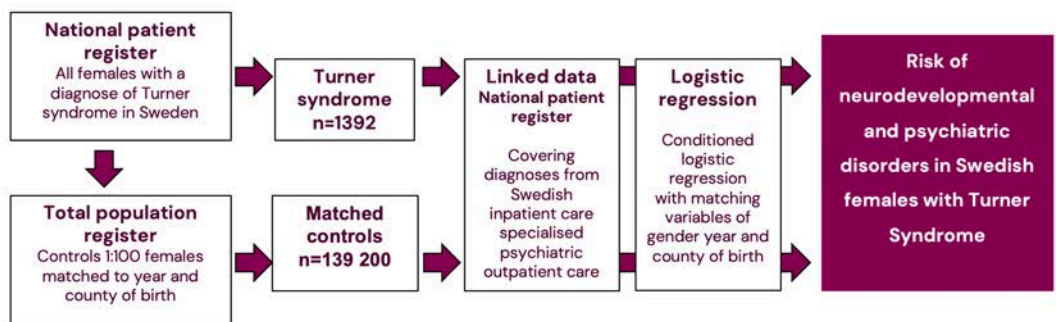 National patient
register
All females with a
diagnose of Turner
syndrome in Sweden
Turner
syndrome
n=1392
Total population
register
Controls 1:100 females
matched to year and
county of birth
Matched
controls
n=139 200
Linked data
National patient
register
Covering
diagnoses from
Swedish
inpatient care
specialised
psychiatric
outpatient care
Logistic
regression
Conditioned
logistic
regression
with matching
variables of
gender year and
county of birth
Risk of
neurodevelopmental
and psychiatric
disorders in Swedish
females with Turner
Syndrome